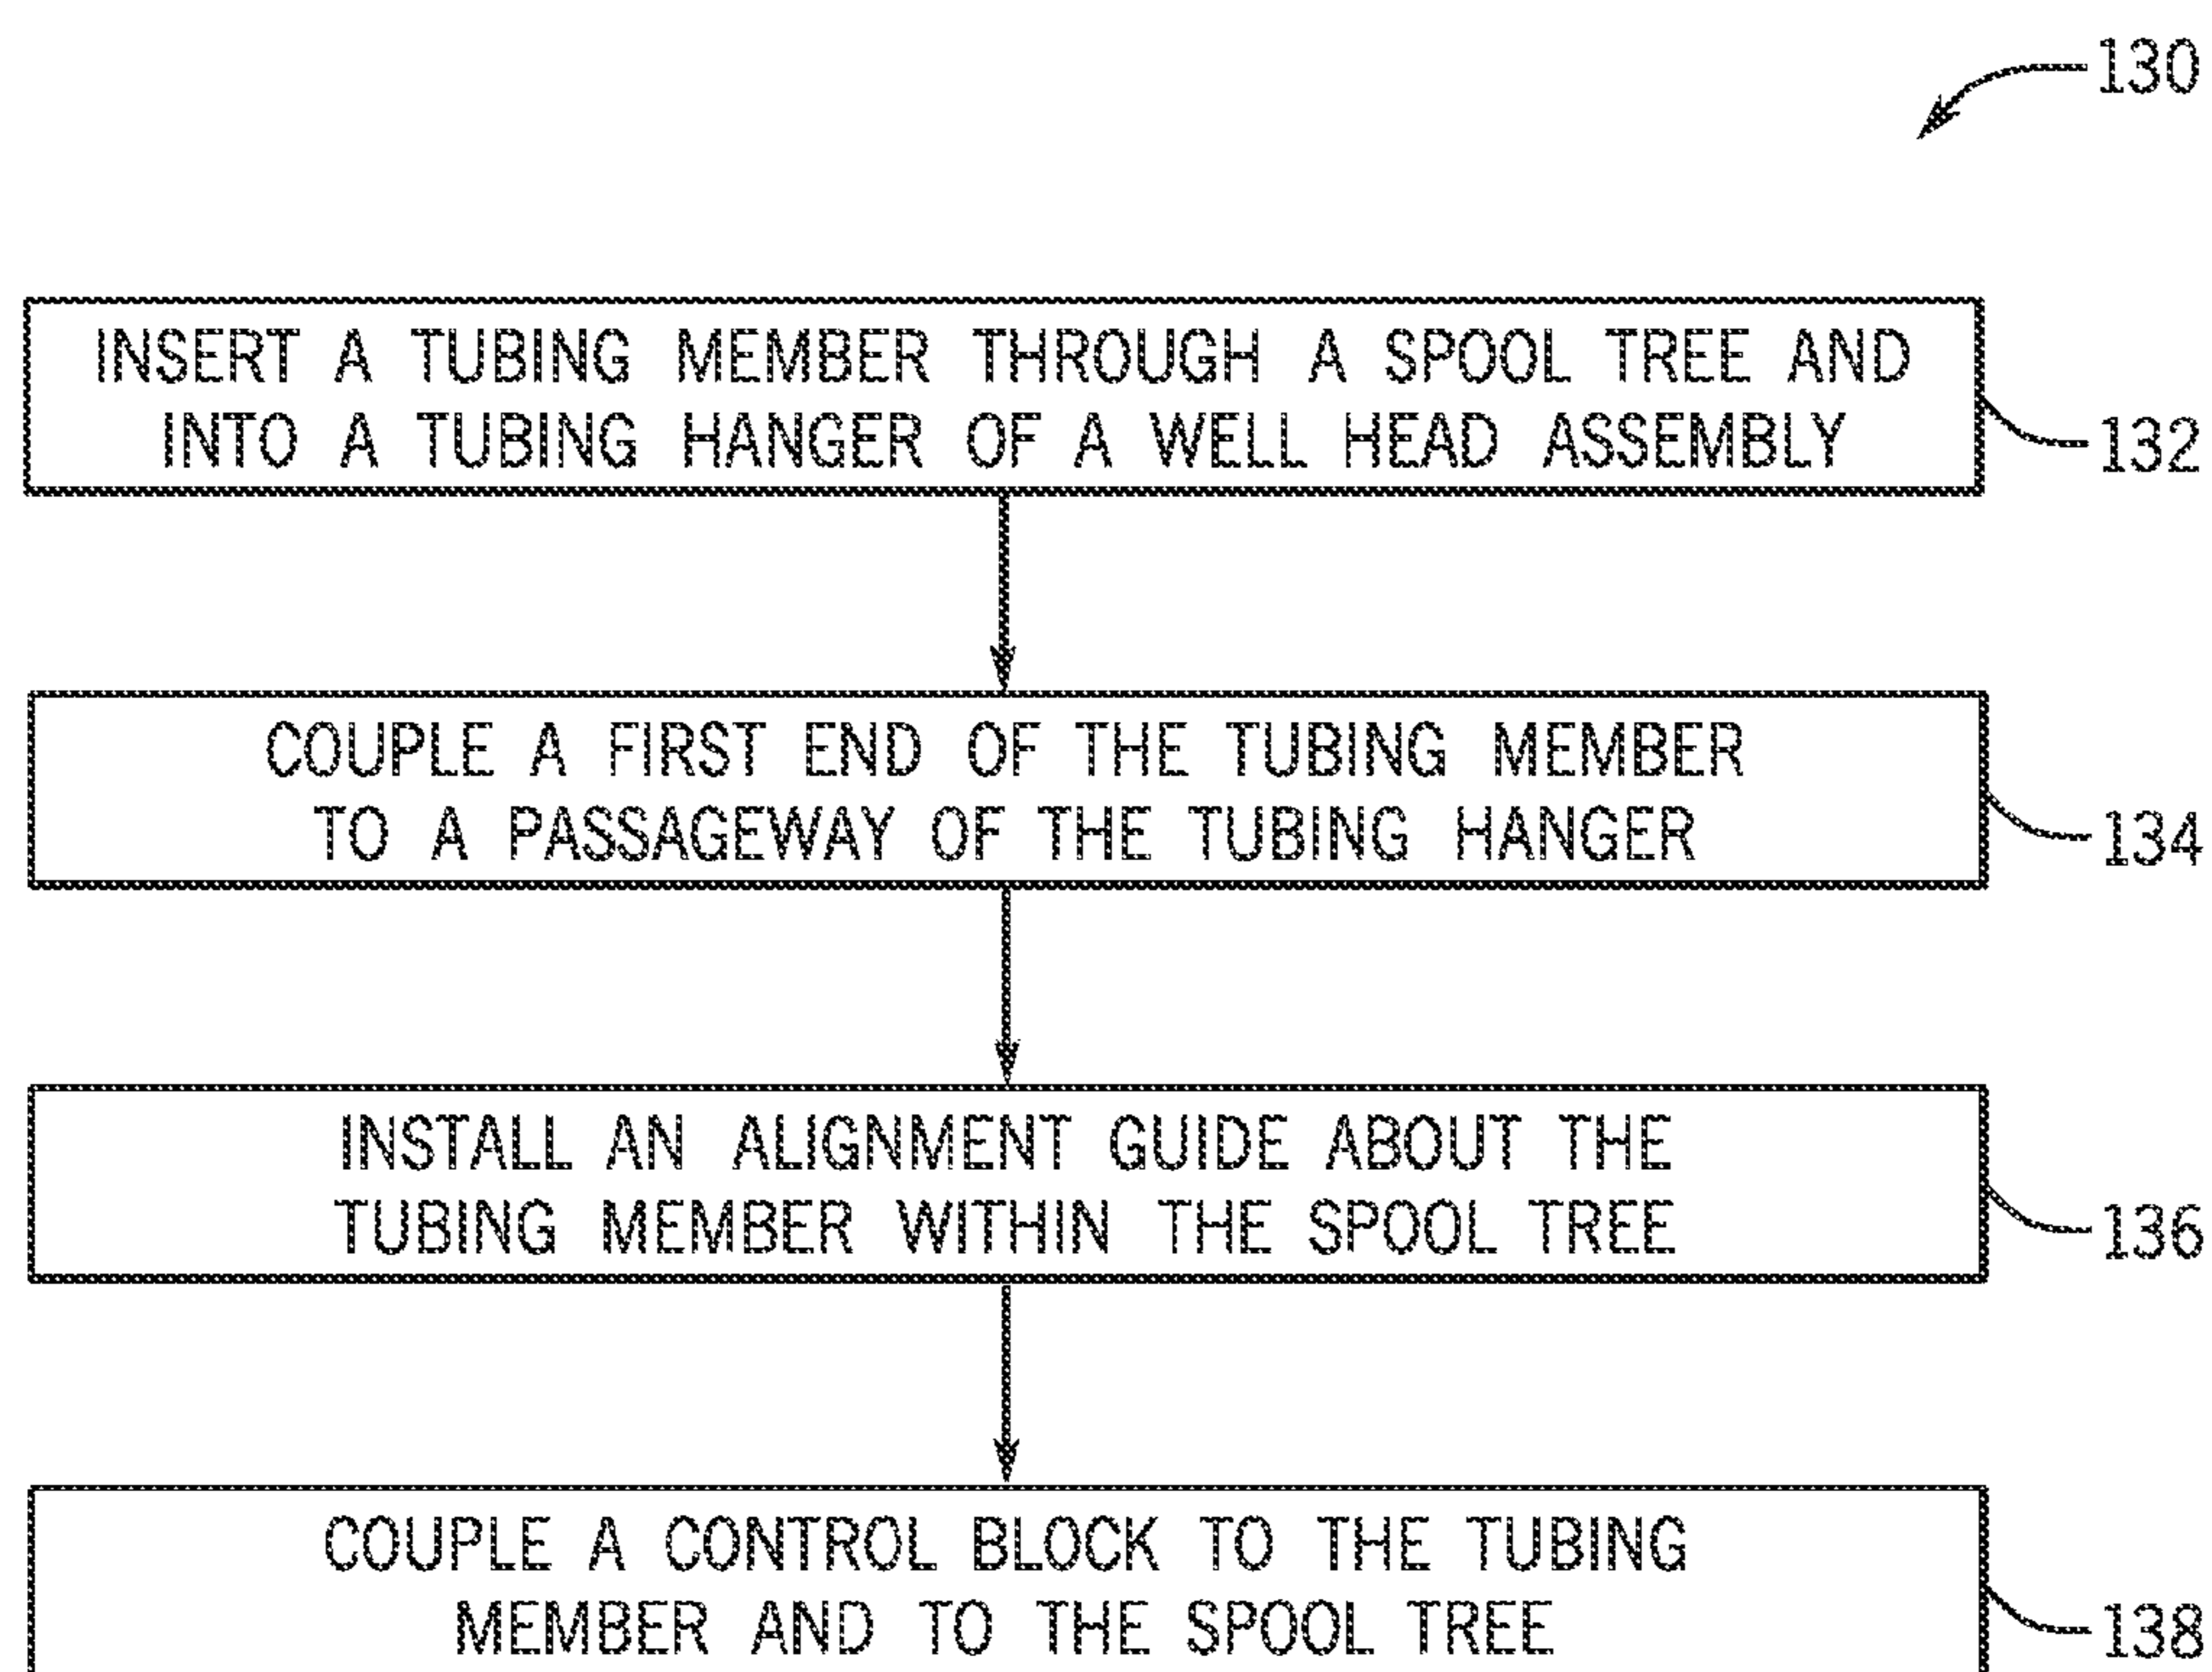 130
INSERT A TUBING MEMBER THROUGH A SPOOL TREE AND
INTO A TUBING HANGER OF A WELL HEAD ASSEMBLY
132
COUPLE A FIRST END OF THE TUBING MEMBER
TO A PASSAGEWAY OF THE TUBING HANGER
134
INSTALL AN ALIGNMENT GUIDE ABOUT THE
TUBING MEMBER WITHIN THE SPOOL TREE
136
COUPLE A CONTROL BLOCK TO THE TUBING
MEMBER AND TO THE SPOOL TREE
138